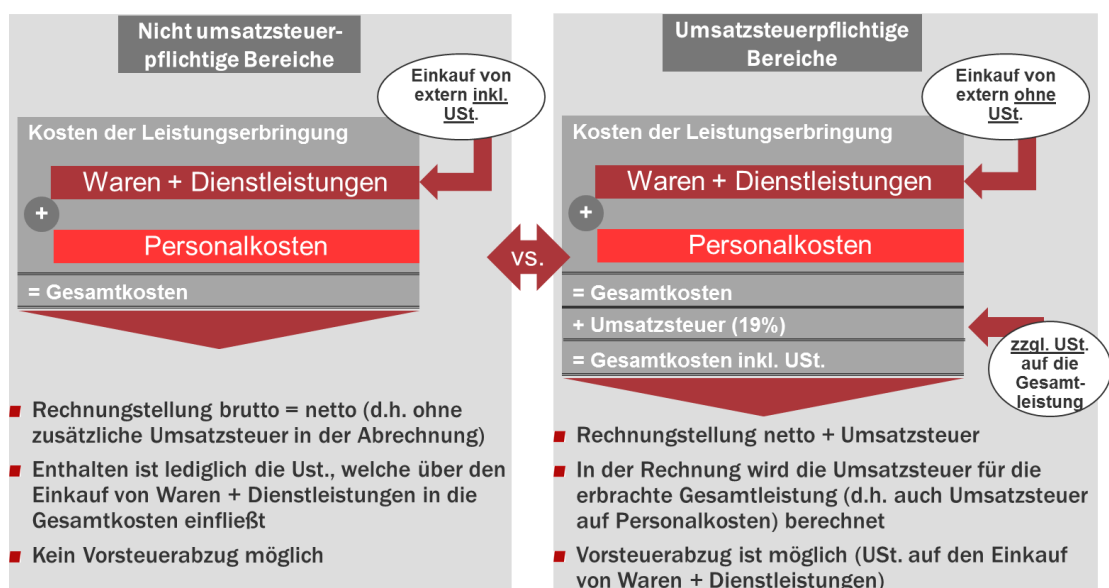 Nicht umsatzsteuer-
pflichtige Bereiche
Einkauf von
extern inkl.
USt.
Kosten der Leistungserbringung
Waren + Dienstleistungen
+
Personalkosten
= Gesamtkosten
Rechnungstellung brutto = netto (d.h. ohne
zusätzliche Umsatzsteuer in der Abrechnung)
Enthalten ist lediglich die Ust., welche über den
Einkauf von Waren + Dienstleistungen in die
Gesamtkosten einfließt
Kein Vorsteuerabzug möglich
vs.
Umsatzsteuerpflichtige
Bereiche
Einkauf von
extern ohne
USt.
Kosten der Leistungserbringung
Waren + Dienstleistungen
+
Personalkosten
= Gesamtkosten
+ Umsatzsteuer (19%)
= Gesamtkosten inkl. USt.
zzgl. USt.
auf die
Gesamt-
leistung
Rechnungstellung netto + Umsatzsteuer
In der Rechnung wird die Umsatzsteuer für die
erbrachte Gesamtleistung (d.h. auch Umsatzsteuer
auf Personalkosten) berechnet
Vorsteuerabzug ist möglich (USt. auf den Einkauf
von Waren + Dienstleistungen)